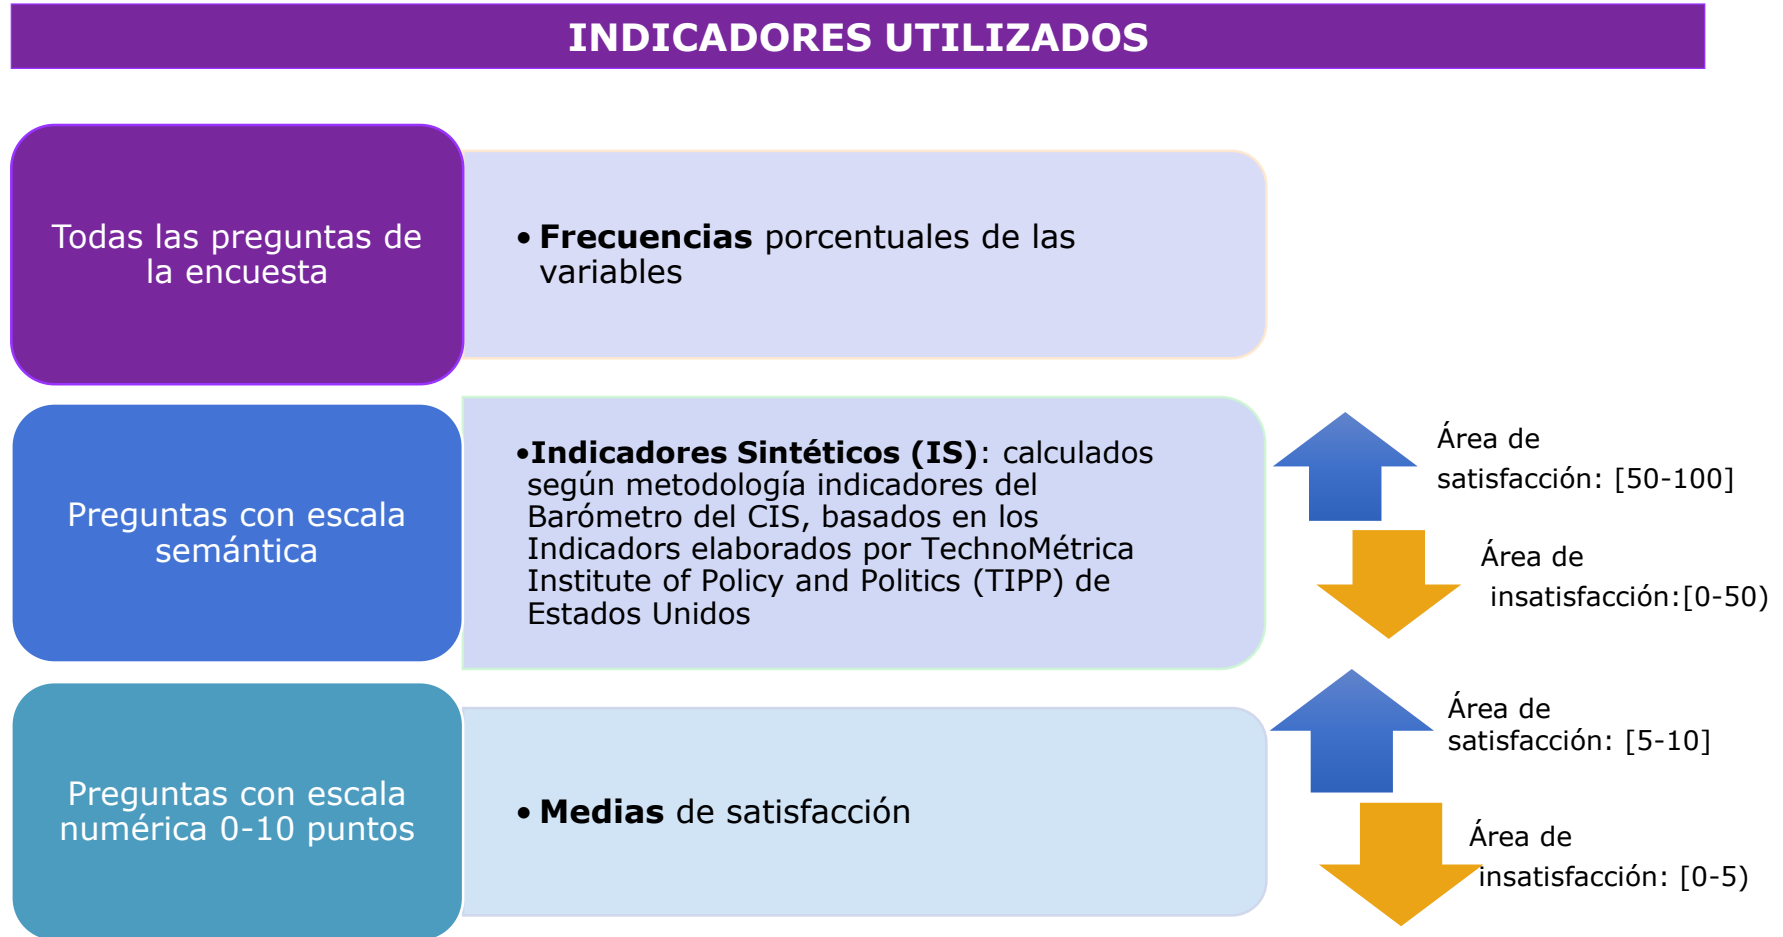 INDICADORES UTILIZADOS
Todas las preguntas de
la encuesta
• Frecuencias porcentuales de las
variables
Preguntas con escala
semántica
•Indicadores Sintéticos (IS): calculados
según metodología indicadores del
Barómetro del CIS, basados en los
Indicadors elaborados por TechnoMétrica
Institute of Policy and Politics (TIPP) de
Estados Unidos
Área de
satisfacción: [50-100]
Área de
insatisfacción:[0-50)
Preguntas con escala
numérica 0-10 puntos
• Medias de satisfacción
Área de
satisfacción: [5-10]
Área de
insatisfacción: [0-5)